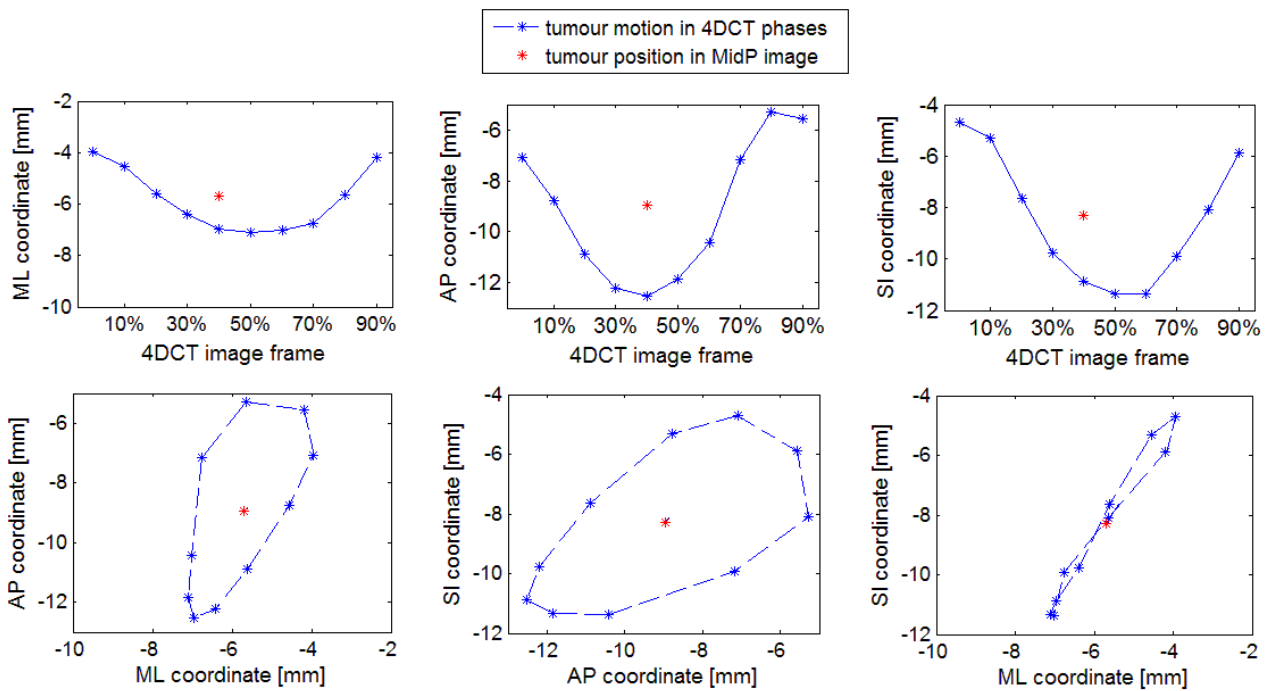 tumour motion in 4DCT phases
tumour position in MidP image
ML coordinate [mm]
-2
-4
-6
-8
-10
10% 30% 50% 70% 90%
4DCT image frame
AP coordinate [mm]
-6
-8
-10
-12
10% 30% 50% 70% 90%
4DCT image frame
SI coordinate [mm]
-4
-6
-8
-10
-12
10% 30% 50% 70% 90%
4DCT image frame
AP coordinate [mm]
-6
-8
-10
-12
-10 -8 -6 -4 -2
ML coordinate [mm]
SI coordinate [mm]
-4
-6
-8
-10
-12
-12 -10 -8 -6
AP coordinate [mm]
SI coordinate [mm]
-4
-6
-8
-10
-12
-10 -8 -6 -4 -2
ML coordinate [mm]